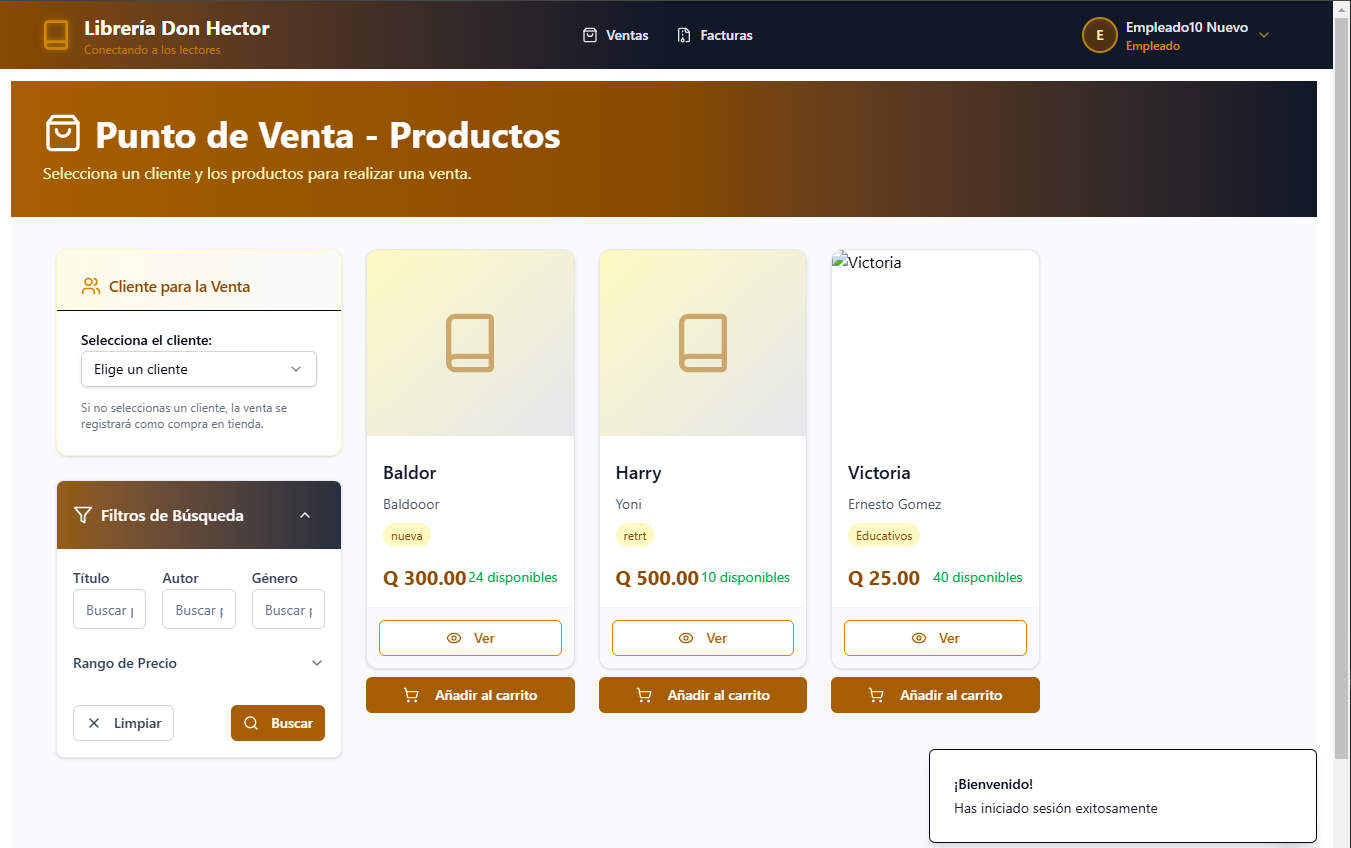 Librería Don Hector
Conectando a los lectores
Ventas
Facturas
E
Empleado10 Nuevo
Empleado
Punto de Venta - Productos
Selecciona un cliente y los productos para realizar una venta.
Cliente para la Venta
Selecciona el cliente:
Elige un cliente
Si no seleccionas un cliente, la venta se
registrará como compra en tienda.
Filtros de Búsqueda
Título
Autor
Género
Buscar
Buscar
Buscar
Rango de Precio
Limpiar
Buscar
Baldor
Baldooor
nueva
Q 300.00
24 disponibles
Ver
Añadir al carrito
Harry
Yoni
retrt
Q 500.00
10 disponibles
Ver
Añadir al carrito
Victoria
Victoria
Ernesto Gomez
Educativos
Q 25.00
40 disponibles
Ver
Añadir al carrito
¡Bienvenido!
Has iniciado sesión exitosamente